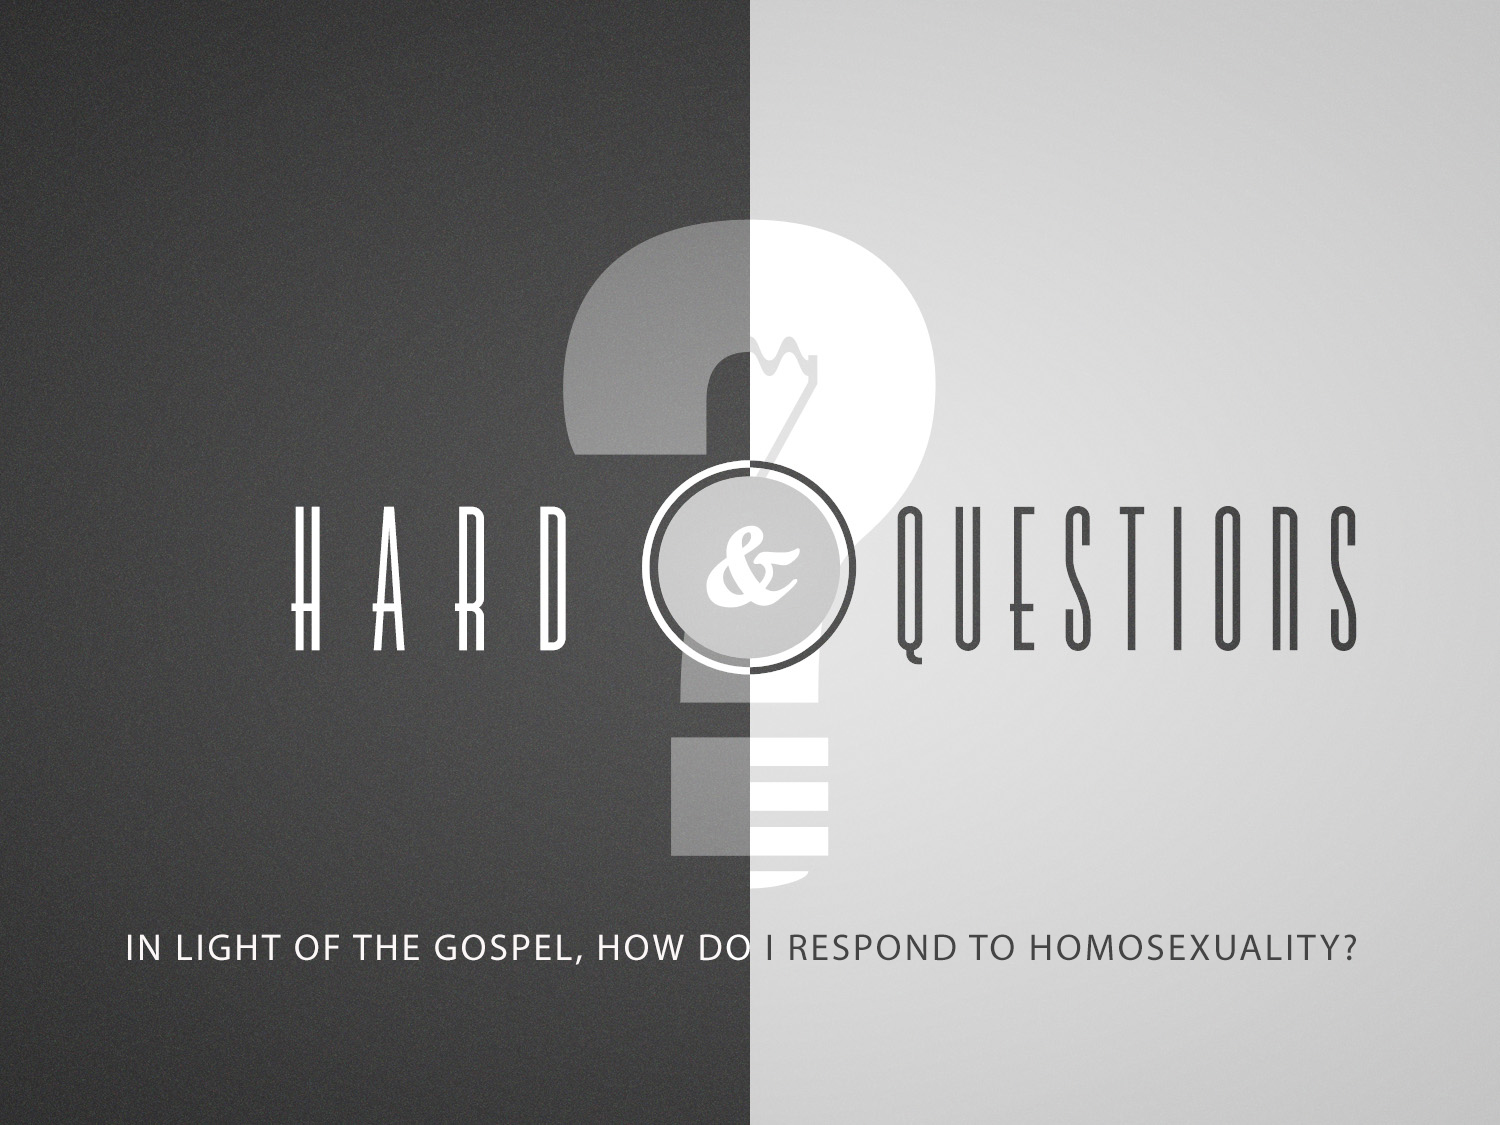 HARD & QUESTIONS
IN LIGHT OF THE GOSPEL, HOW DO I RESPOND TO HOMOSEXUALITY?